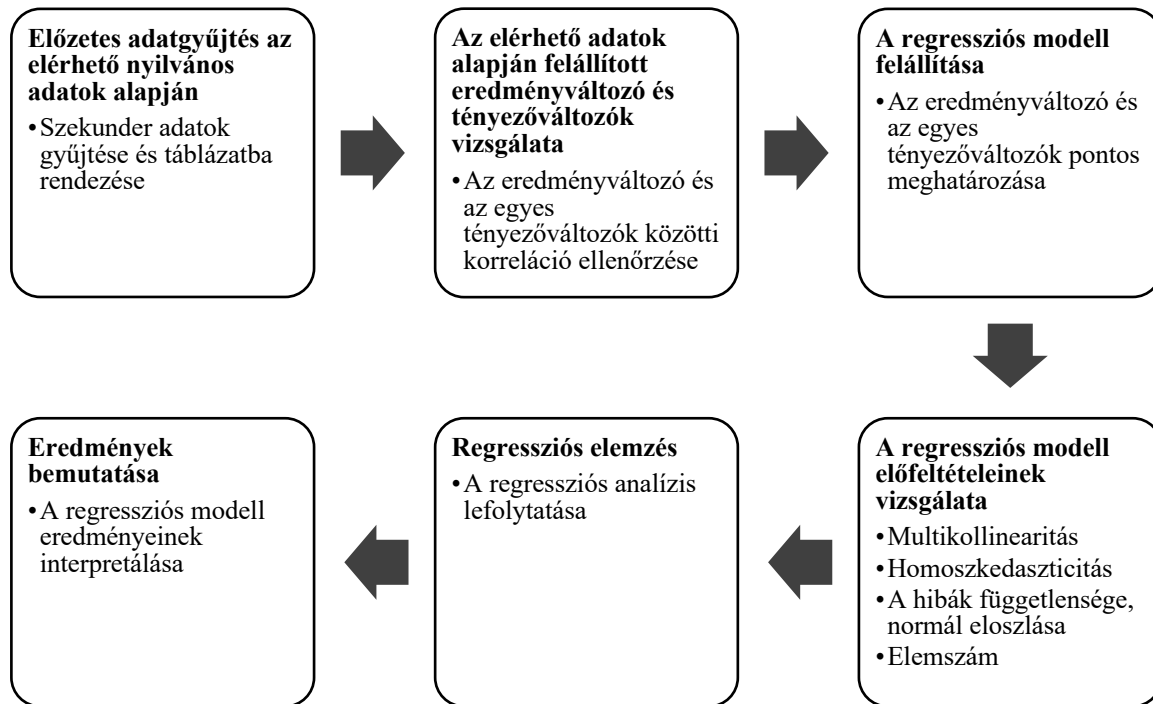 Előzetes adatgyűjtés az
elérhető nyilvános
adatok alapján
•Szekunder adatok
gyűjtése és táblázatba
rendezése
Az elérhető adatok
alapján felállított
eredményváltozó és
tényezőváltozók
vizsgálata
•Az eredményváltozó és
az egyes
tényezőváltozók közötti
korreláció ellenőrzése
A regressziós modell
felállítása
•Az eredményváltozó és
az egyes
tényezőváltozók pontos
meghatározása
A regressziós modell
előfeltételeinek
vizsgálata
•Multikollinearitás
•Homoszkedaszticitás
•A hibák függetlensége,
normál eloszlása
•Elemszám
Regressziós elemzés
•A regressziós analízis
lefolytatása
Eredmények
bemutatása
•A regressziós modell
eredményeinek
interpretálása